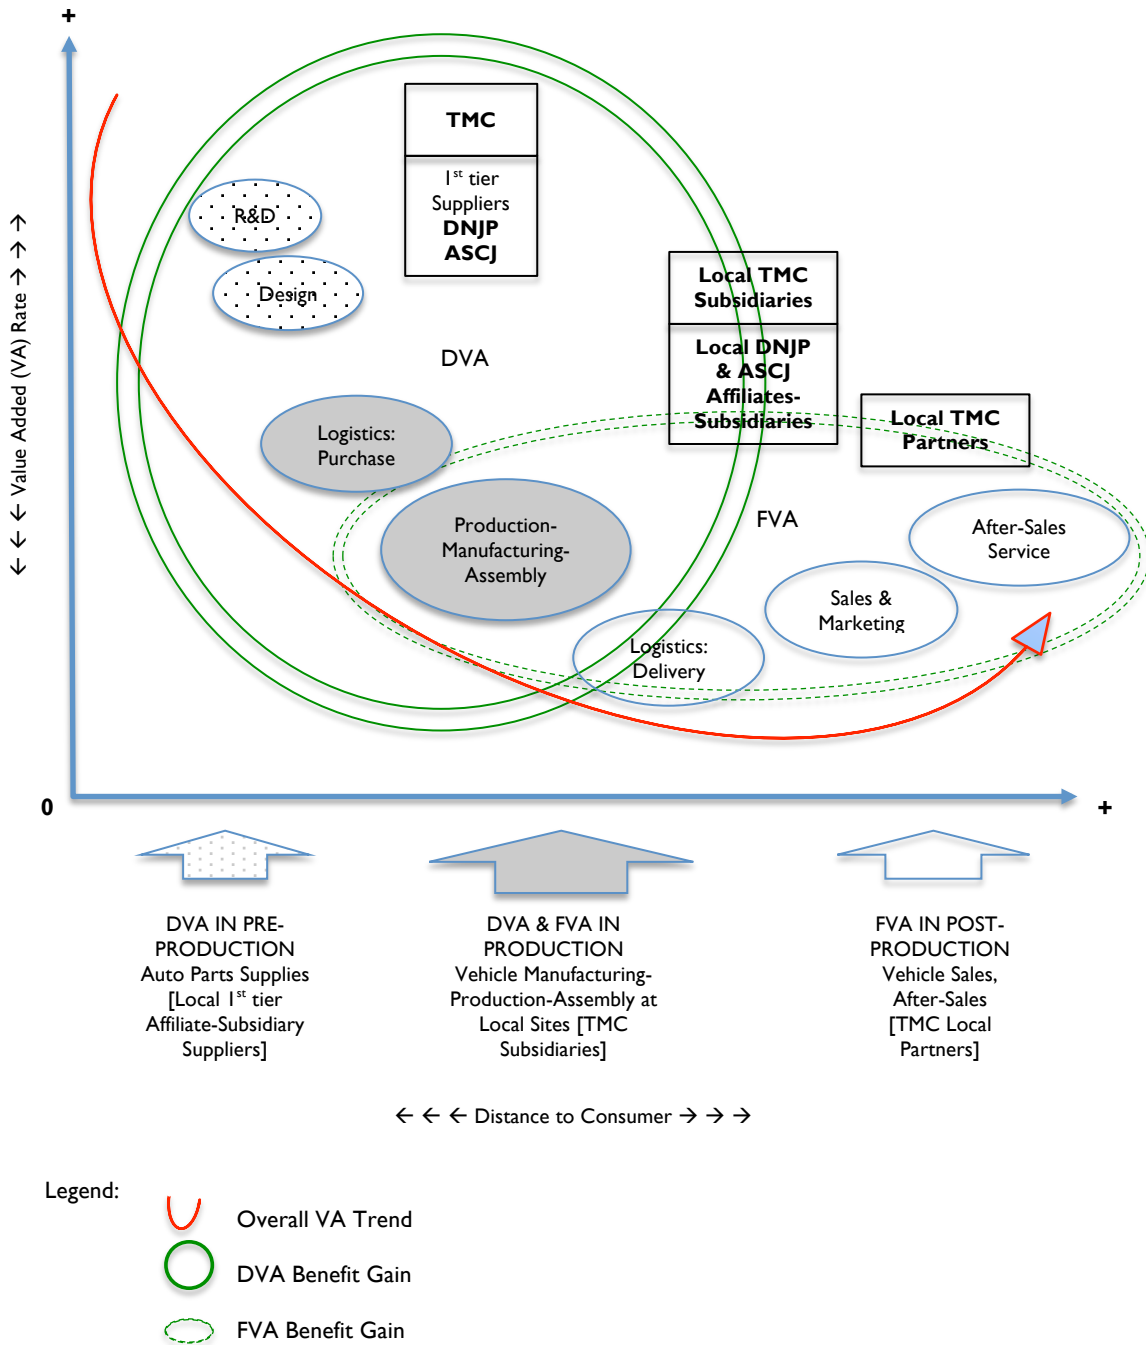 +
TMC
1st tier
Suppliers
DNJP
ASCJ
R&D
Design
Local TMC
Subsidiaries
Local DNJP
& ASCJ
Affiliates-
Subsidiaries
DVA
← ← ← Value Added (VA) Rate → → →
Logistics:
Purchase
Local TMC
Partners
Production-
Manufacturing-
Assembly
FVA
After-Sales
Service
Sales &
Marketing
Logistics:
Delivery
0
+
DVA IN PRE-
PRODUCTION
Auto Parts Supplies
[Local 1st tier
Affiliate-Subsidiary
Suppliers]
DVA & FVA IN
PRODUCTION
Vehicle Manufacturing-
Production-Assembly at
Local Sites [TMC
Subsidiaries]
FVA IN POST-
PRODUCTION
Vehicle Sales,
After-Sales
[TMC Local
Partners]
← ← ← Distance to Consumer → → →
Legend:
Overall VA Trend
DVA Benefit Gain
FVA Benefit Gain